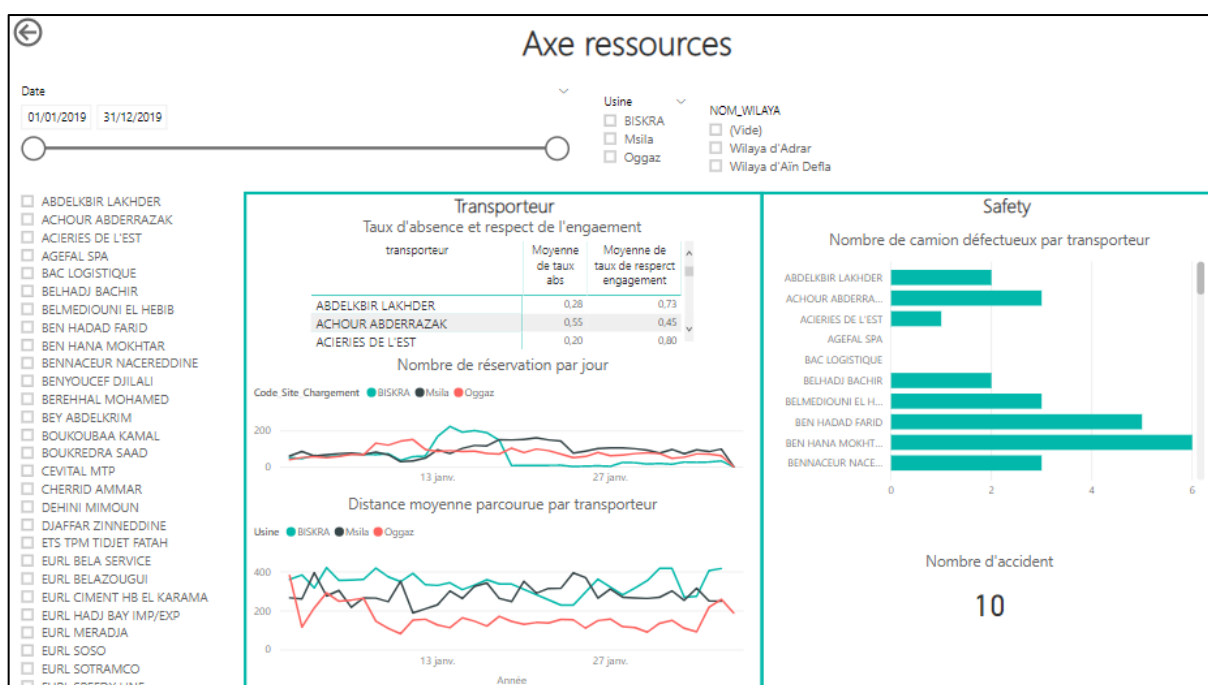 Axe ressources
Date
01/01/2019 31/12/2019
Usine
BISKRA
Msila
Oggaz
NOM_WILAYA
(Vide)
Wilaya d'Adrar
Wilaya d'Aïn Defla
ABDELKBIR LAKHDER
ACHOUR ABDERRAZAK
ACIERIES DE L'EST
AGEFAL SPA
BAC LOGISTIQUE
BELHADJ BACHIR
BELMEDIOUNI EL HEBIB
BEN HADAD FARID
BEN HANA MOKHTAR
BENNACEUR NACEREDDINE
BENYOUCEF DJILALI
BEREHHAL MOHAMED
BEY ABDELKRIM
BOUKOUBAA KAMAL
BOUKREDRA SAAD
CEVITAL MTP
CHERRID AMMAR
DEHINI MIMOUN
DJAFFAR ZINNEDDINE
ETS TPM TIDJET FATAH
EURL BELA SERVICE
EURL BELAZOUGUI
EURL CIMENT HB EL KARAMA
EURL HADJ BAY IMP/EXP
EURL MERADJA
EURL SOSO
EURL SOTRAMCO
Transporteur
Taux d'absence et respect de l'engaement
transporteur
Moyenne
de taux
abs
Moyenne de
taux de resperct
engagement
ABDELKBIR LAKHDER 0,28 0,73
ACHOUR ABDERRAZAK 0,55 0,45
ACIERIES DE L'EST 0,20 0,80
Nombre de réservation par jour
Code Site Chargement BISKRA Msila Oggaz
200
0
13 janv. 27 janv.
Distance moyenne parcourue par transporteur
Usine BISKRA Msila Oggaz
400
200
0
13 janv. 27 janv.
Année
Safety
Nombre de camion défectueux par transporteur
ABDELKBIR LAKHDER
ACHOUR ABDERRA...
ACIERIES DE L'EST
AGEFAL SPA
BAC LOGISTIQUE
BELHADJ BACHIR
BELMEDIOUNI EL H...
BEN HADAD FARID
BEN HANA MOKHT...
BENNACEUR NACE...
0 2 4 6
Nombre d'accident
10